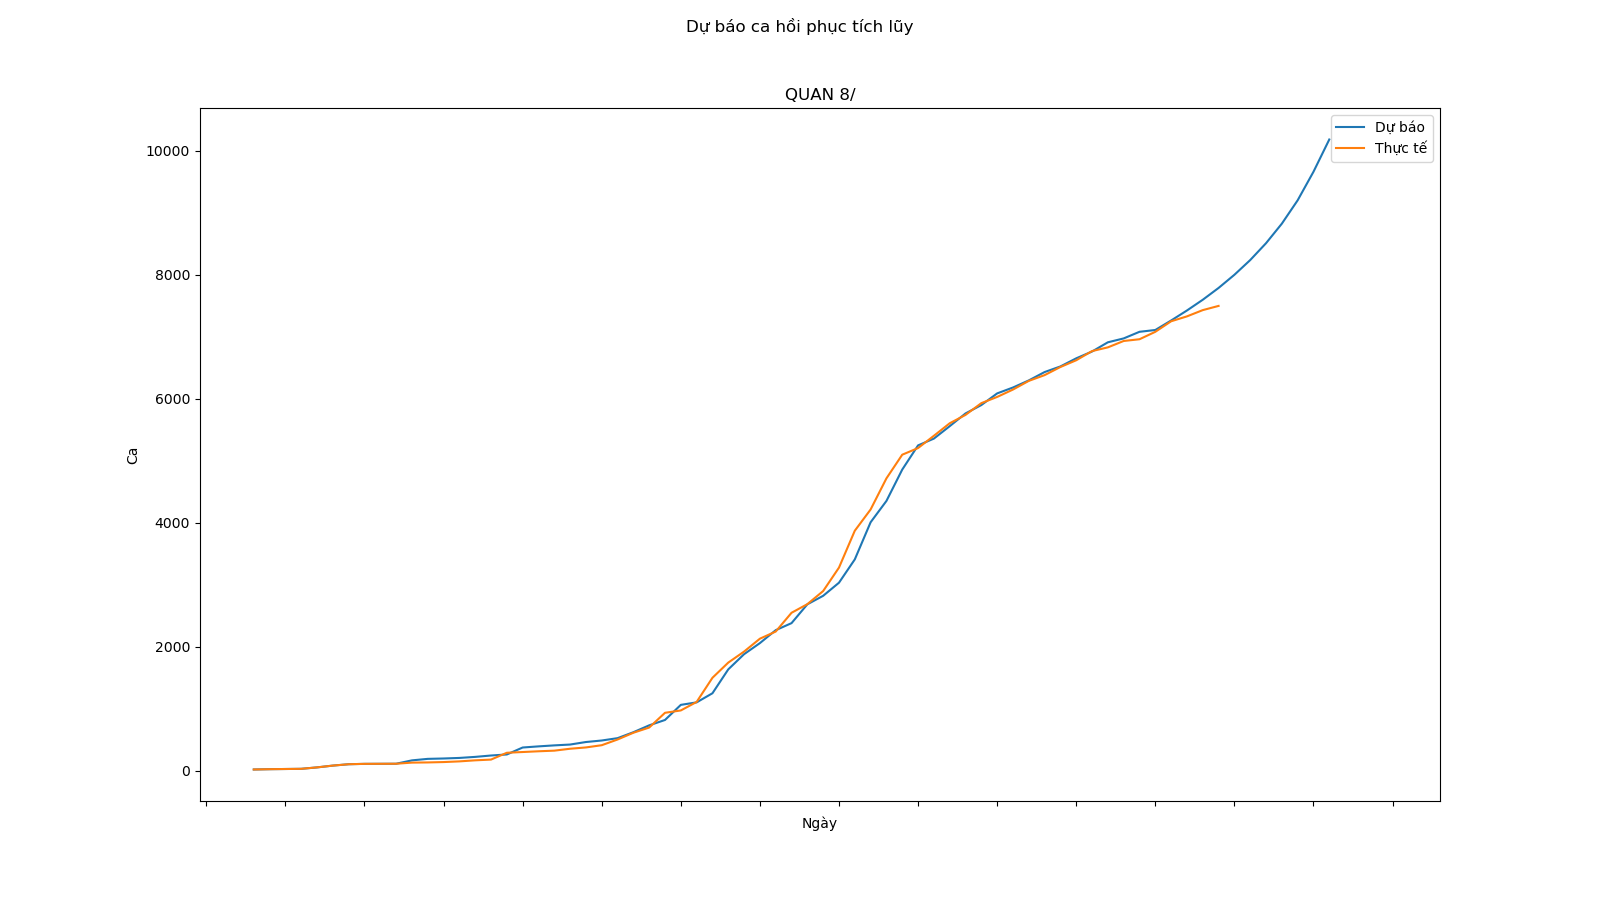 Dự báo ca hồi phục tích lũy
QUAN 8/
Dự báo
Thực tế
10000
8000
6000
4000
2000
0
Ca
Ngày